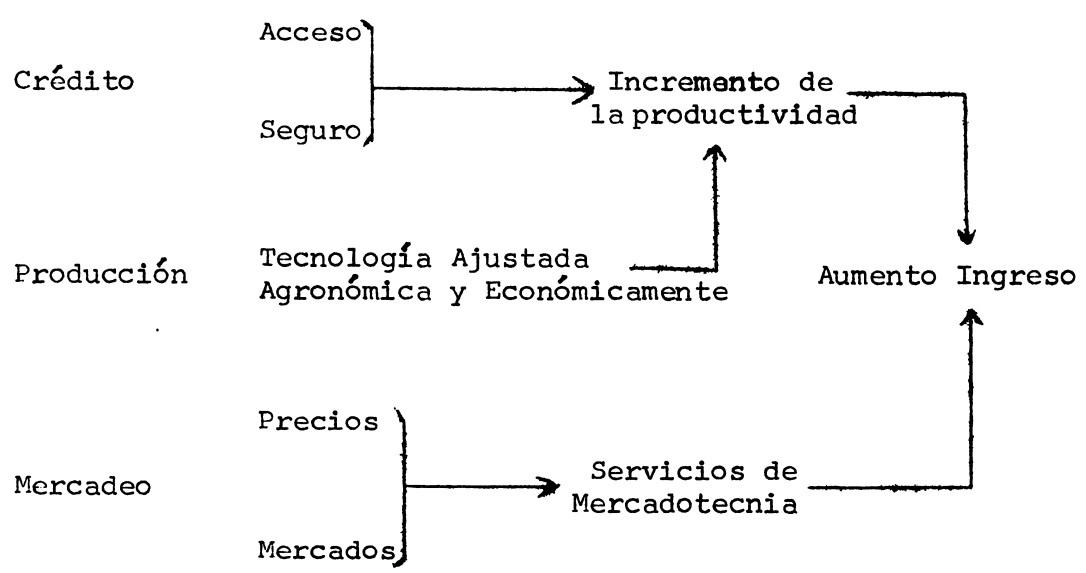 Acceso
Crédito
Seguro
Incremento de
la productividad
Producción
Tecnología Ajustada
Agronómica y Económicamente
Aumento Ingreso
Precios
Mercadeo
Mercados
Servicios de
Mercadotecnia